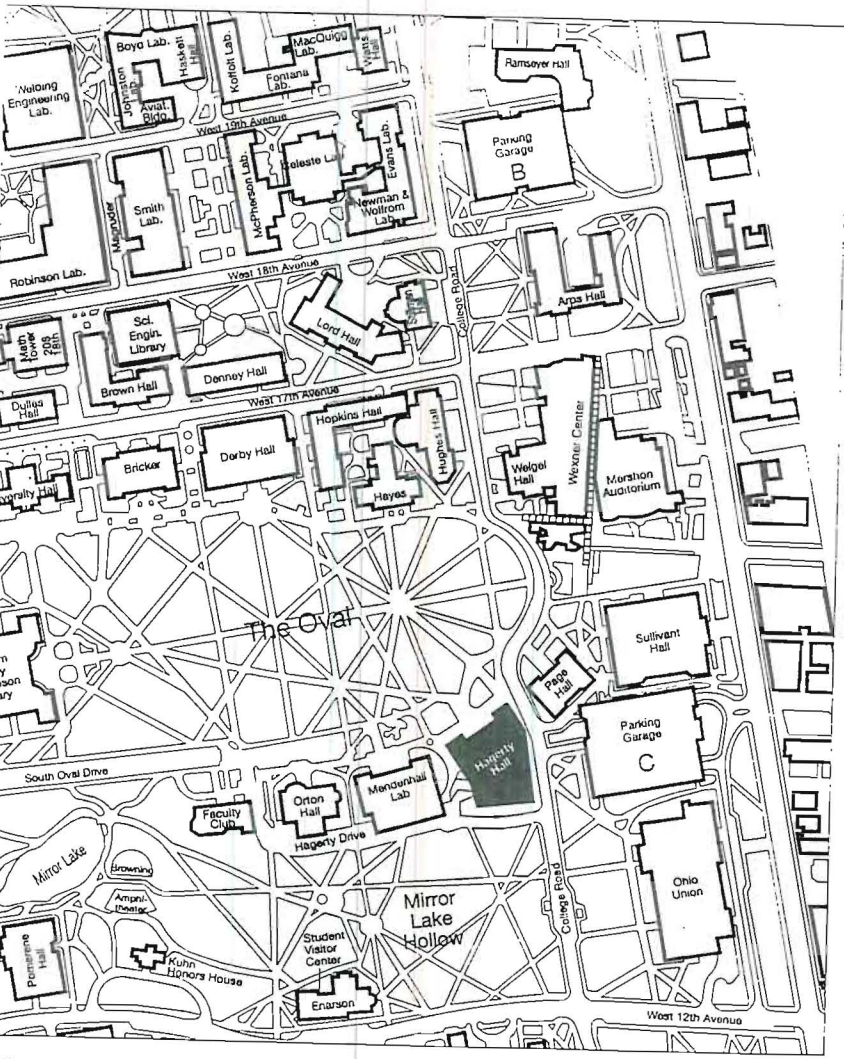 Welding
Engineering
Lab.
Boyd Lab.
Haskell
Hall
Johnston
Lab.
Aviat.
Bldg.
Koffolt Lab.
MacQuigg
Lab.
Watts
Hall
Fontana
Lab.
Ramseyer Hall
West 19th Avenue
Parking
Garage
B
McPherson Lab.
Evans Lab.
Newman &
Wolfrom
Lab.
Smith
Lab.
Magruder
Robinson Lab.
West 18th Avenue
College Road
Arps Hall
Math
Tower
209
18th
Sci.
Engin.
Library
Lord Hall
Brown Hall
Denney Hall
Dulles
Hall
West 17th Avenue
Hopkins Hall
Hughes Hall
Wexner Center
Weigel
Hall
Mershon
Auditorium
Bricker
Derby Hall
Hayes
The Oval
Sullivant
Hall
Page
Hall
Parking
Garage
C
Hagerty
Hall
South Oval Drive
Mendenhall
Lab
Orton
Hall
Faculty
Club
Hagerty Drive
Mirror Lake
Browning
Amphi-
theater
Mirror
Lake
Hollow
College Road
Ohio
Union
Pomerene
Hall
Kuhn
Honors House
Student
Visitor
Center
Enarson
West 12th Avenue